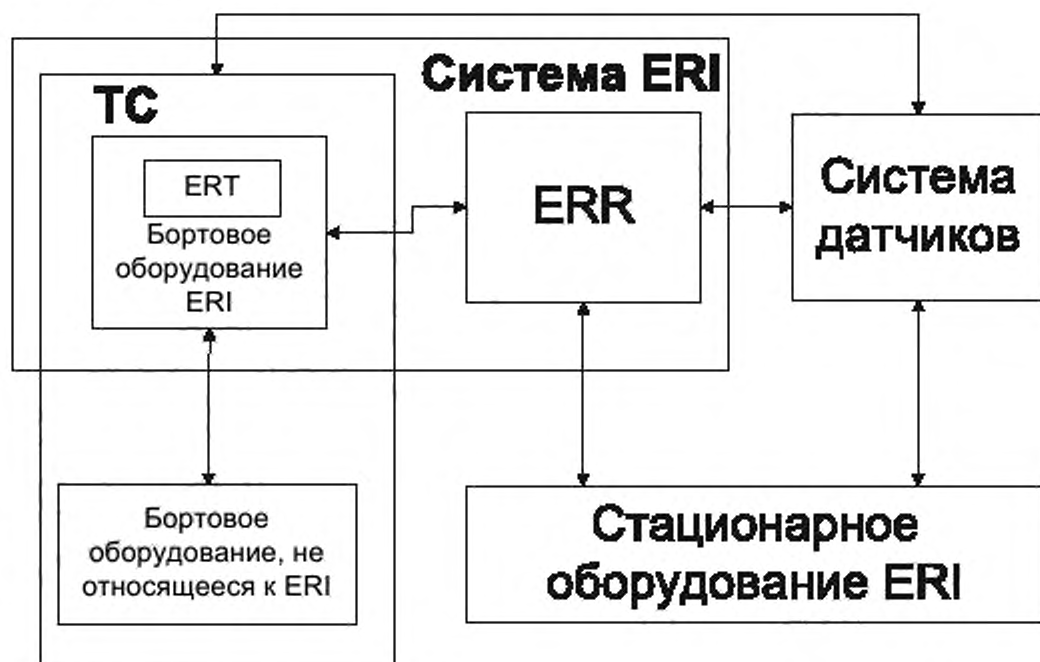 Система ERI
ТС
ERT
Бортовое
оборудование
ERI
ERR
Система
датчиков
Бортовое
оборудование, не
относящееся к ERI
Стационарное
оборудование ERI